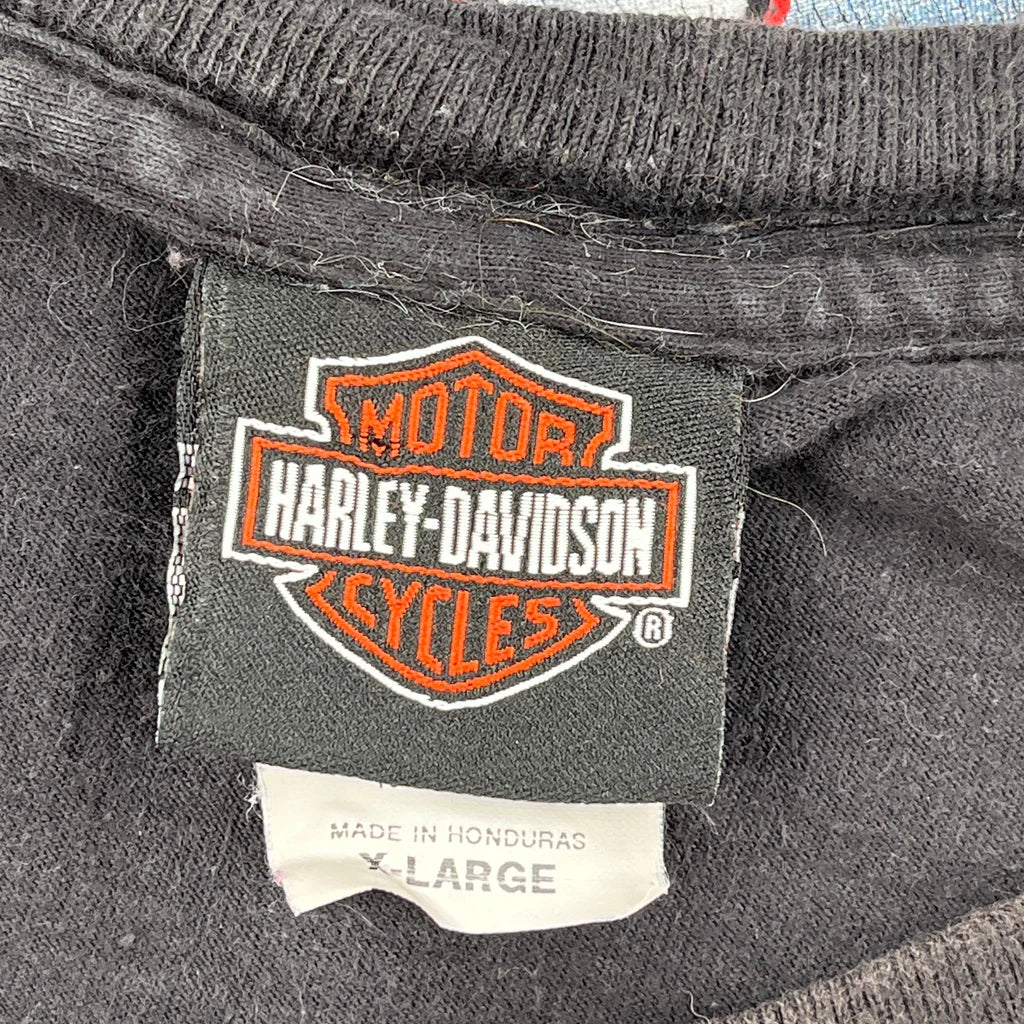 MOTOR
HARLEY-DAVIDSON
CYCLES
®
MADE IN HONDURAS
X-LARGE